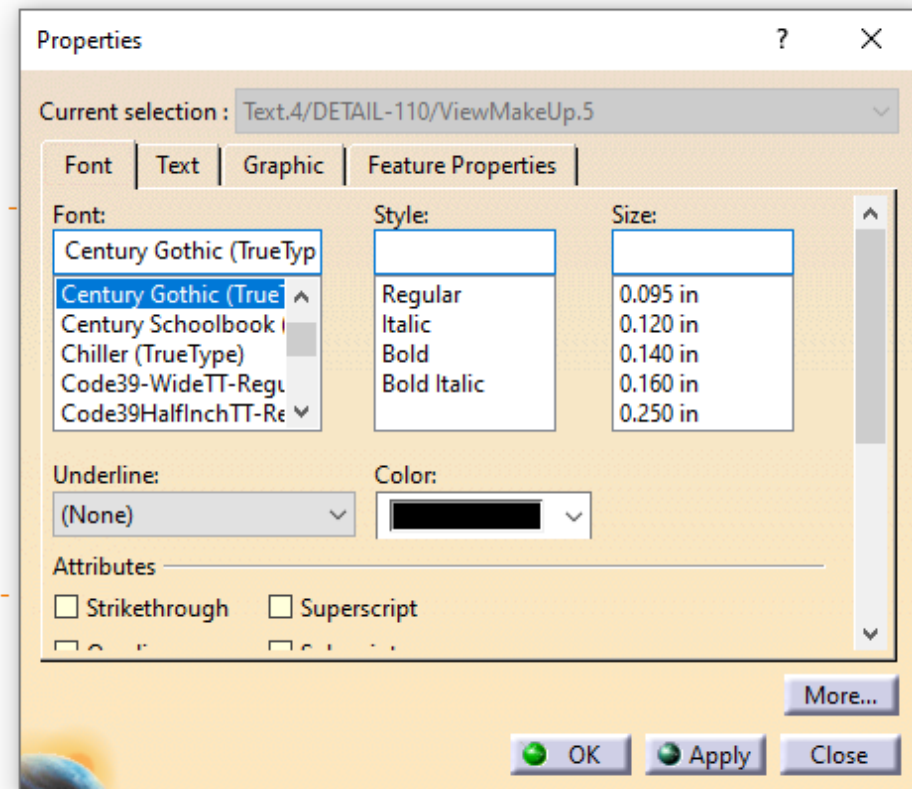 Properties
?
Current selection : Text.4/DETAIL-110/ViewMakeUp.5
Font Text Graphic Feature Properties
Font: Style: Size:
Century Gothic (TrueTyp
Century Gothic (True Regular 0.095 in
Century Schoolbook ( Italic 0.120 in
Chiller (TrueType) Bold 0.140 in
Code39-WideTT-Regu Bold Italic 0.160 in
Code39HalfInchTT-Re 0.250 in
Underline: Color:
(None)
Attributes
Strikethrough Superscript
More...
OK Apply Close